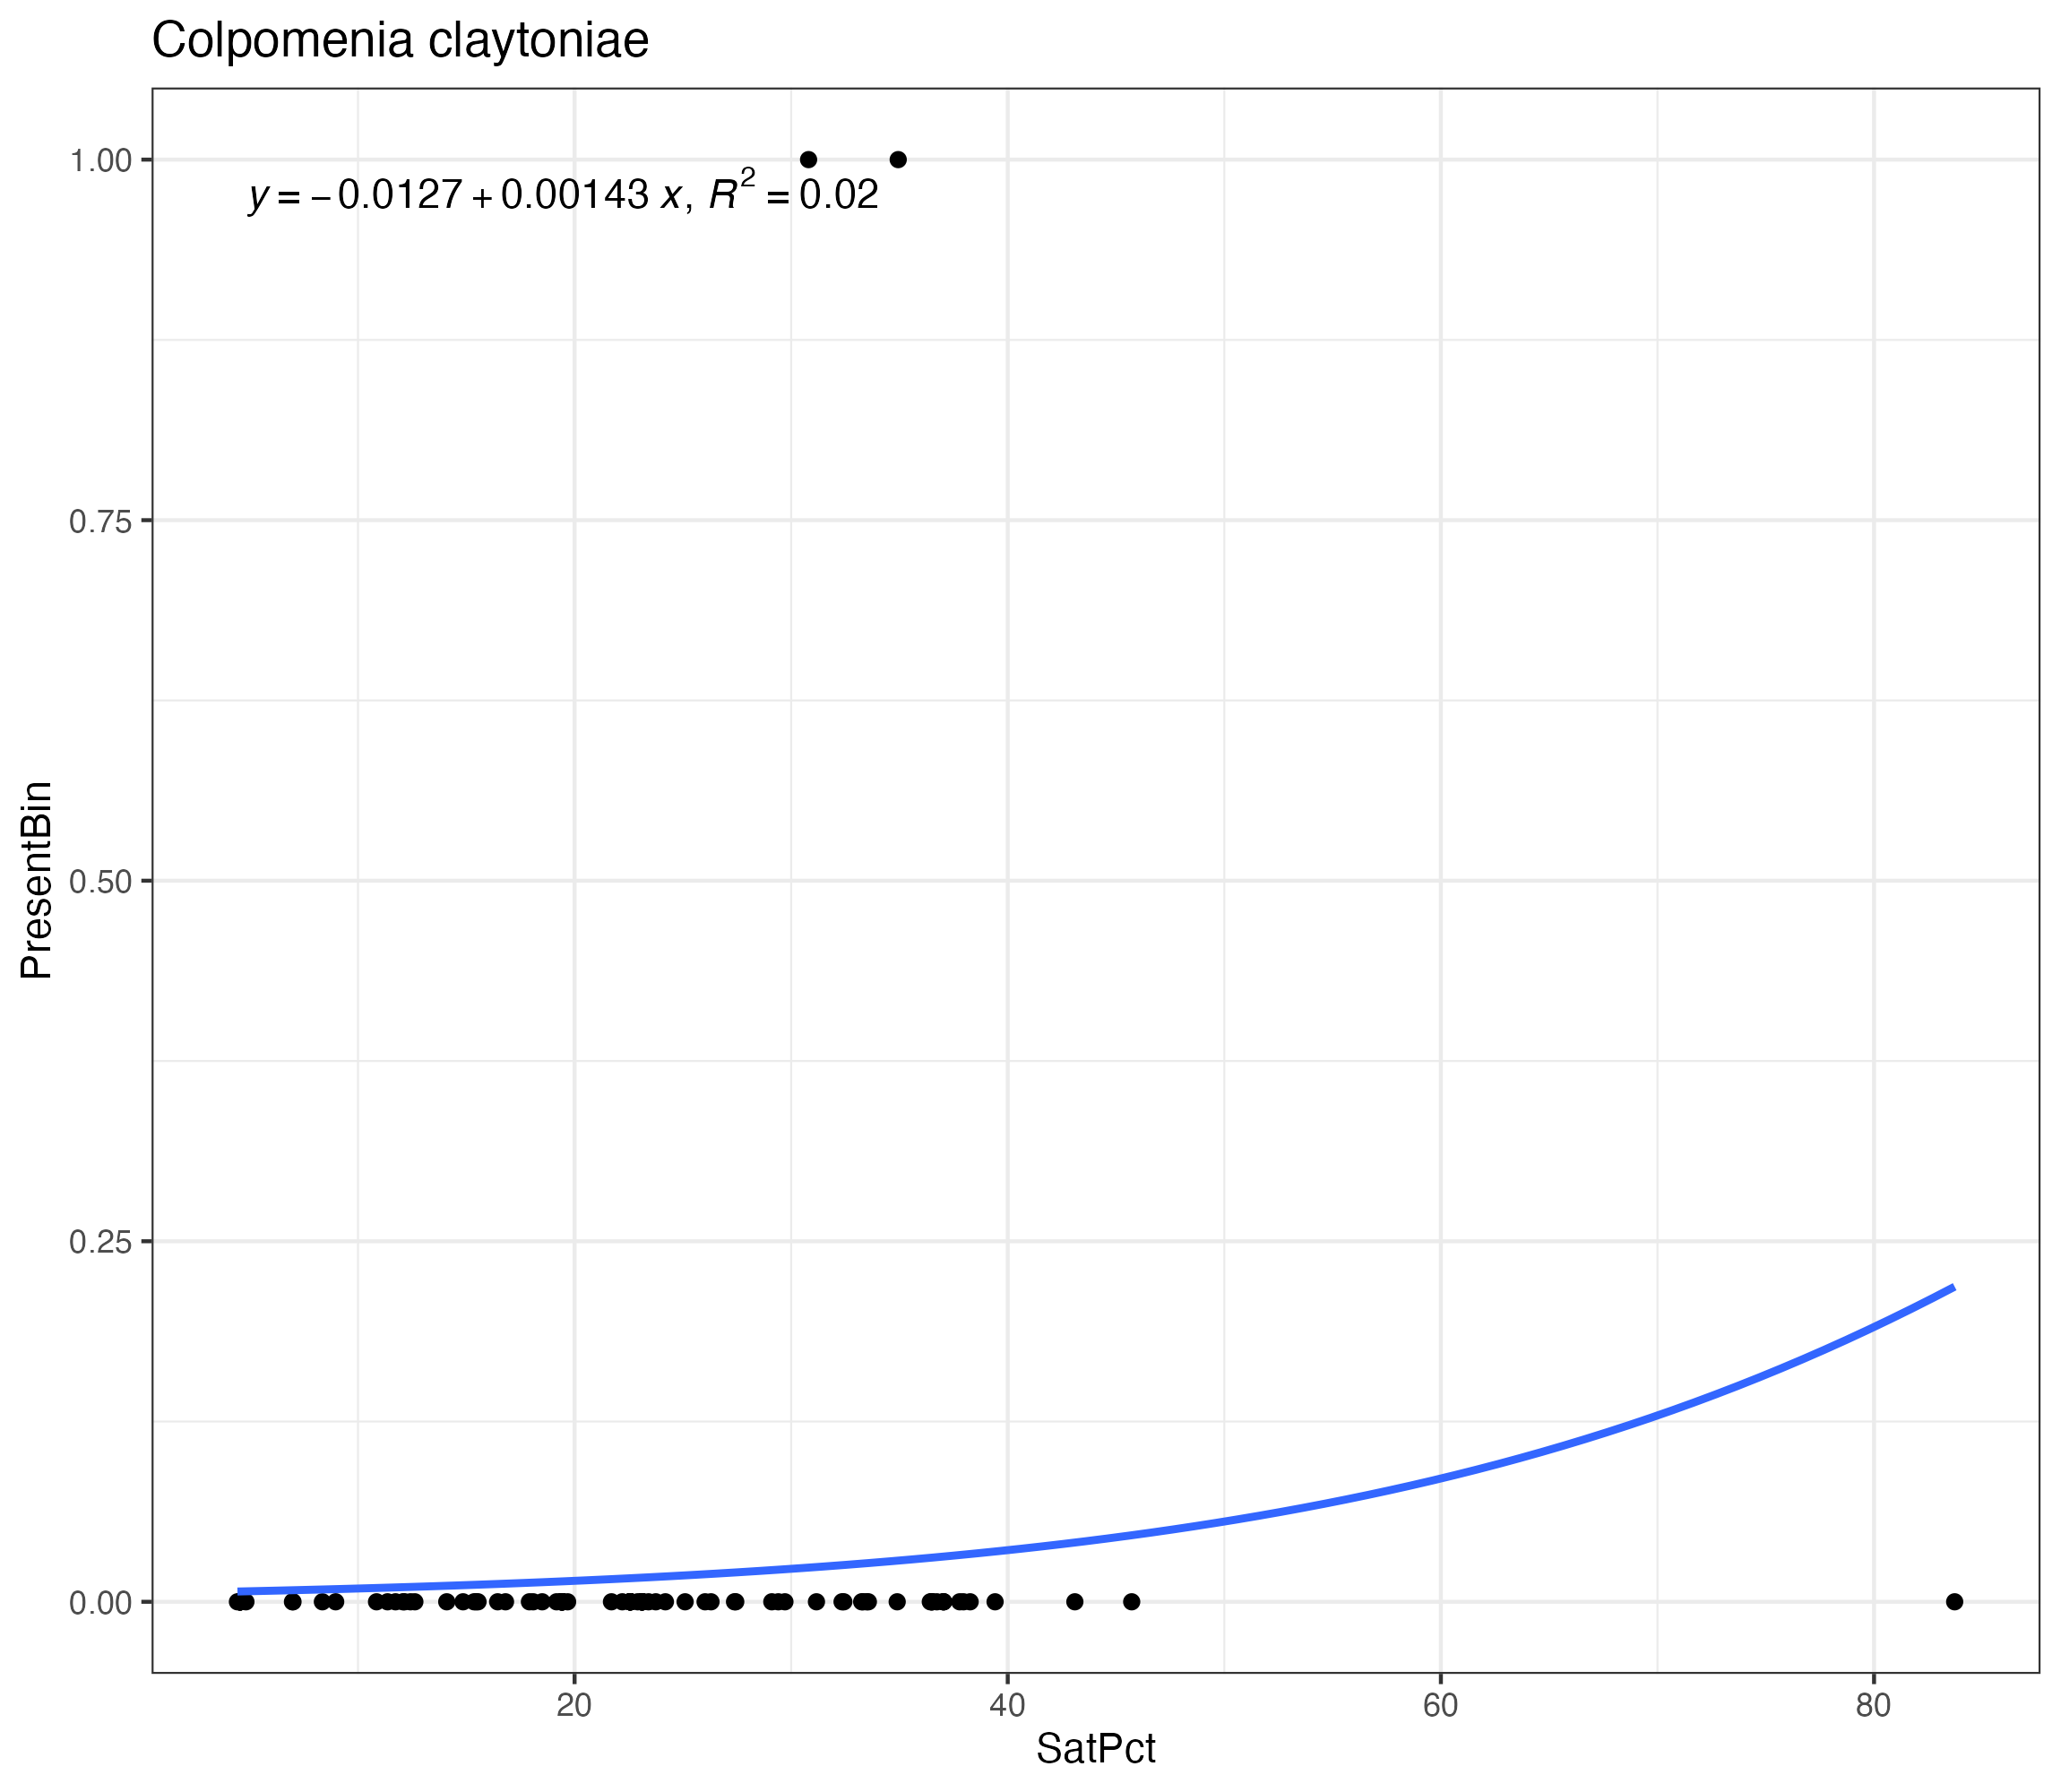 Colpomenia claytoniae
1.00
y = −0.0127 + 0.00143 x, R² = 0.02
0.75
PresentBin
0.50
0.25
0.00
20 40 60 80
SatPct